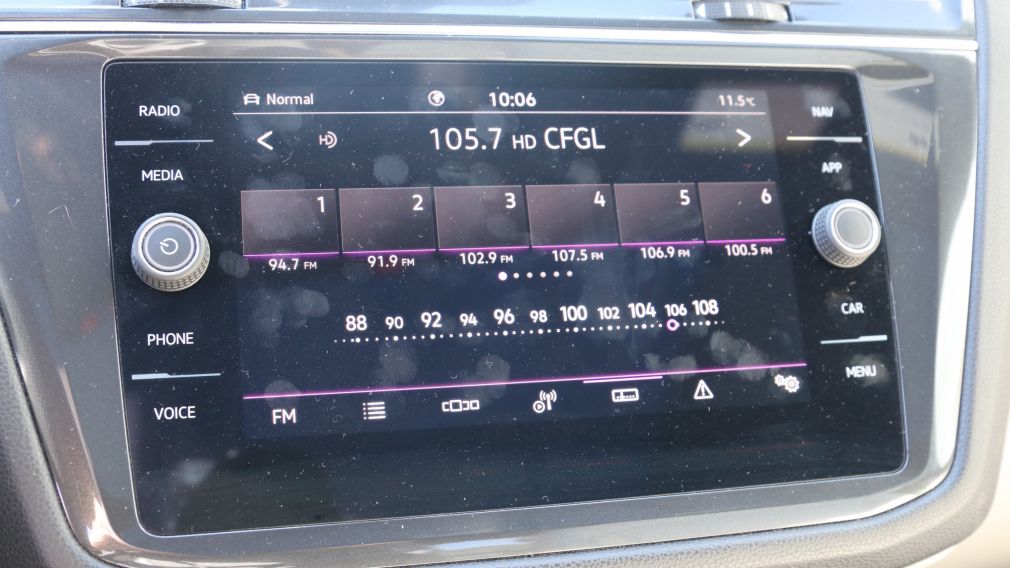 RADIO
MEDIA
PHONE
VOICE
Normal
10:06
11.5°C
< HD 105.7 HD CFGL >
1 2 3 4 5 6
94.7 FM 91.9 FM 102.9 FM 107.5 FM 106.9 FM 100.5 FM
88 90 92 94 96 98 100 102 104 106 108
FM
NAV
APP
CAR
MENU